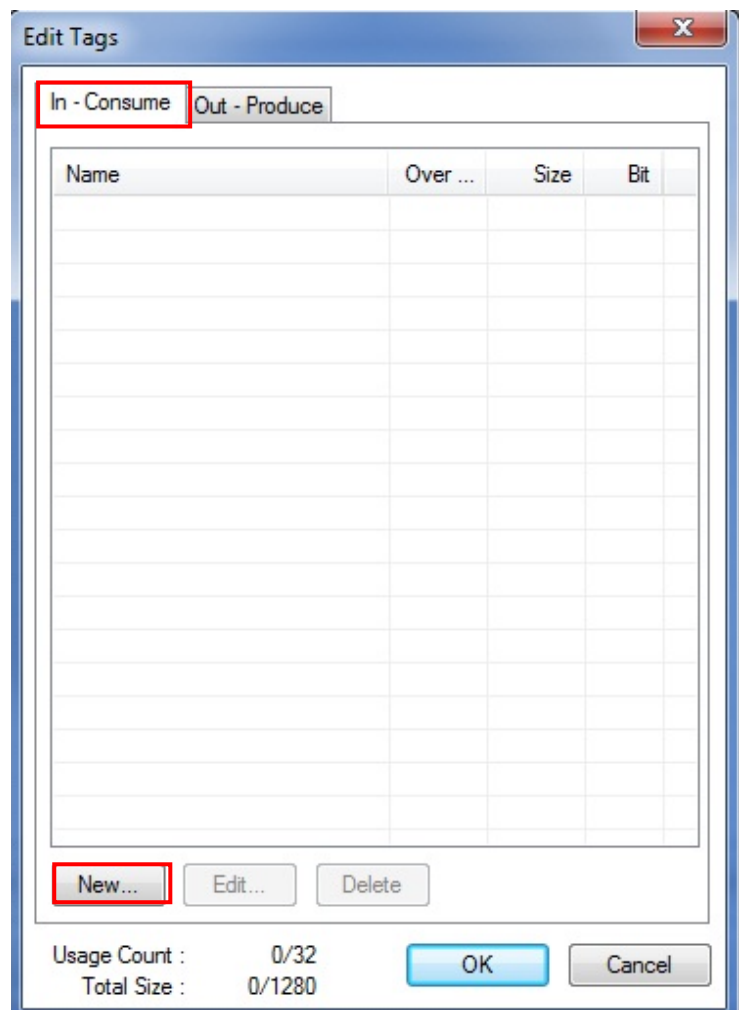 Edit Tags
In - Consume Out - Produce
Name Over ... Size Bit
New... Edit... Delete
Usage Count : 0/32 OK Cancel
Total Size : 0/1280